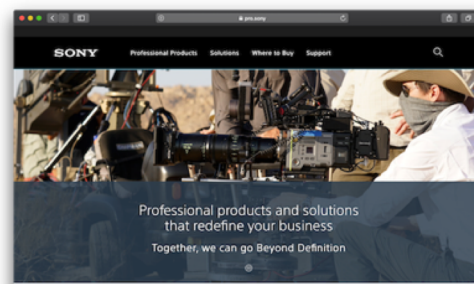 pro.sony
SONY Professional Products Solutions Where to Buy Support
Professional products and solutions
that redefine your business
Together, we can go Beyond Definition